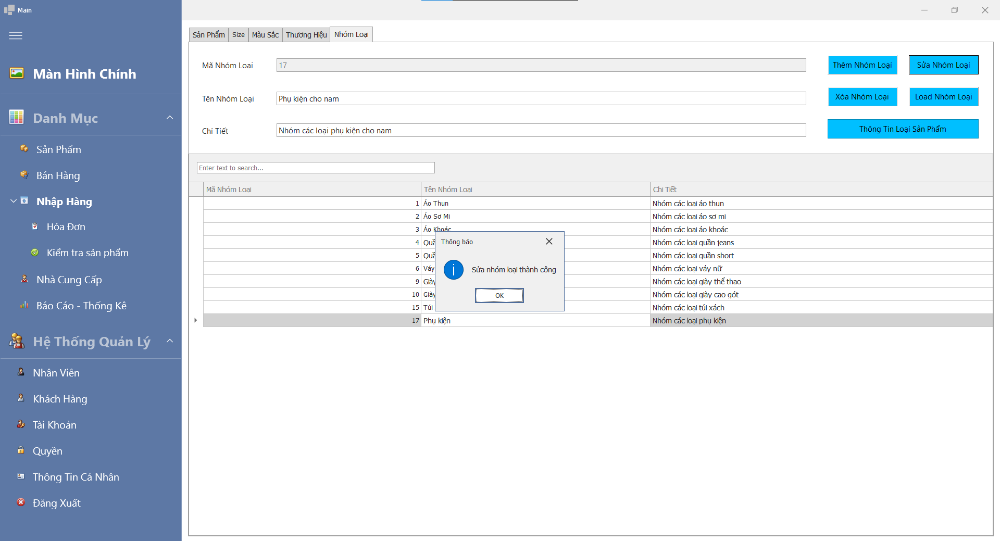 Main
Màn Hình Chính
Danh Mục
Sản Phẩm
Bán Hàng
Nhập Hàng
Hóa Đơn
Kiểm tra sản phẩm
Nhà Cung Cấp
Báo Cáo - Thống Kê
Hệ Thống Quản Lý
Nhân Viên
Khách Hàng
Tài Khoản
Quyền
Thông Tin Cá Nhân
Đăng Xuất
Sản Phẩm Size Màu Sắc Thương Hiệu Nhóm Loại
Mã Nhóm Loại 17
Thêm Nhóm Loại Sửa Nhóm Loại
Tên Nhóm Loại Phụ kiện cho nam
Xóa Nhóm Loại Load Nhóm Loại
Chi Tiết Nhóm các loại phụ kiện cho nam
Thông Tin Loại Sản Phẩm
Enter text to search...
Mã Nhóm Loại Tên Nhóm Loại Chi Tiết
1 Áo Thun Nhóm các loại áo thun
2 Áo Sơ Mi Nhóm các loại áo sơ mi
3 Áo Khoác Nhóm các loại áo khoác
4 Nhóm các loại quần jeans
5 Nhóm các loại quần short
6 Váy Nhóm các loại váy nữ
9 Giày Nhóm các loại giày thể thao
10 Giày Nhóm các loại giày cao gót
15 Túi Nhóm các loại túi xách
17 Phụ kiện Nhóm các loại phụ kiện
Thông báo
Sửa nhóm loại thành công
OK